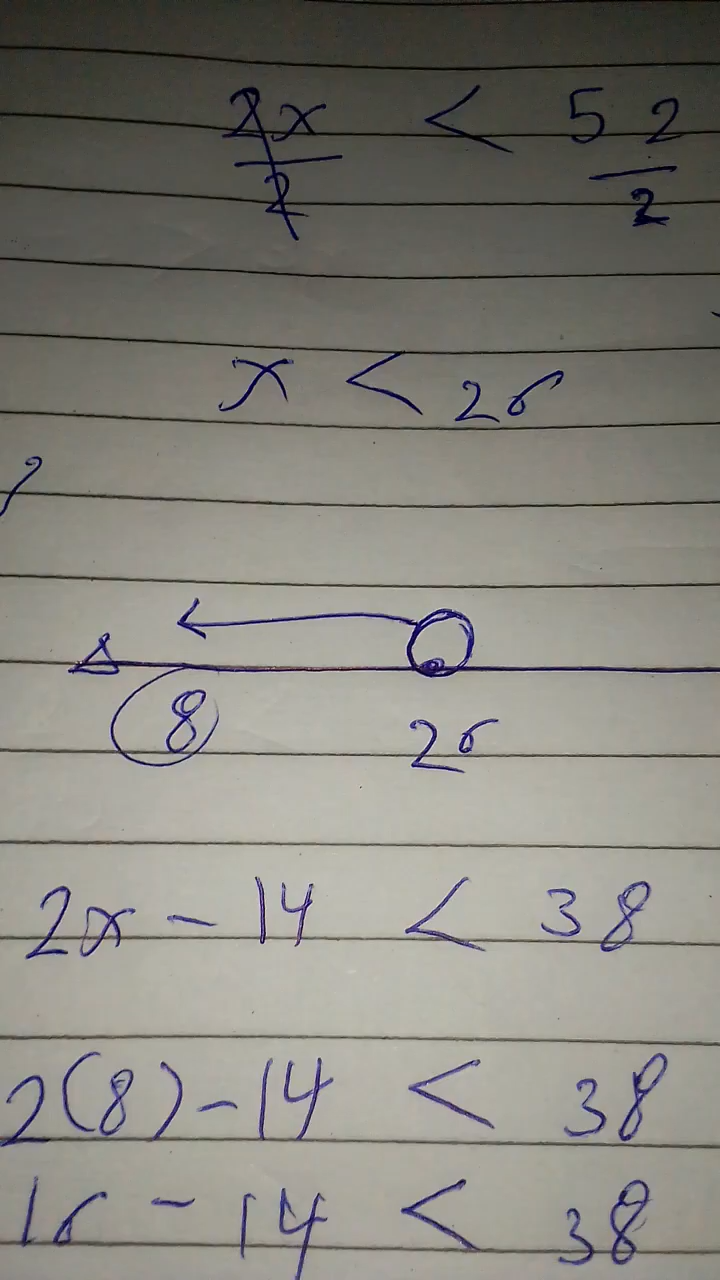 2x < 52
2 2
x < 26
8 26
2x - 14 < 38
2(8) - 14 < 38
16 - 14 < 38